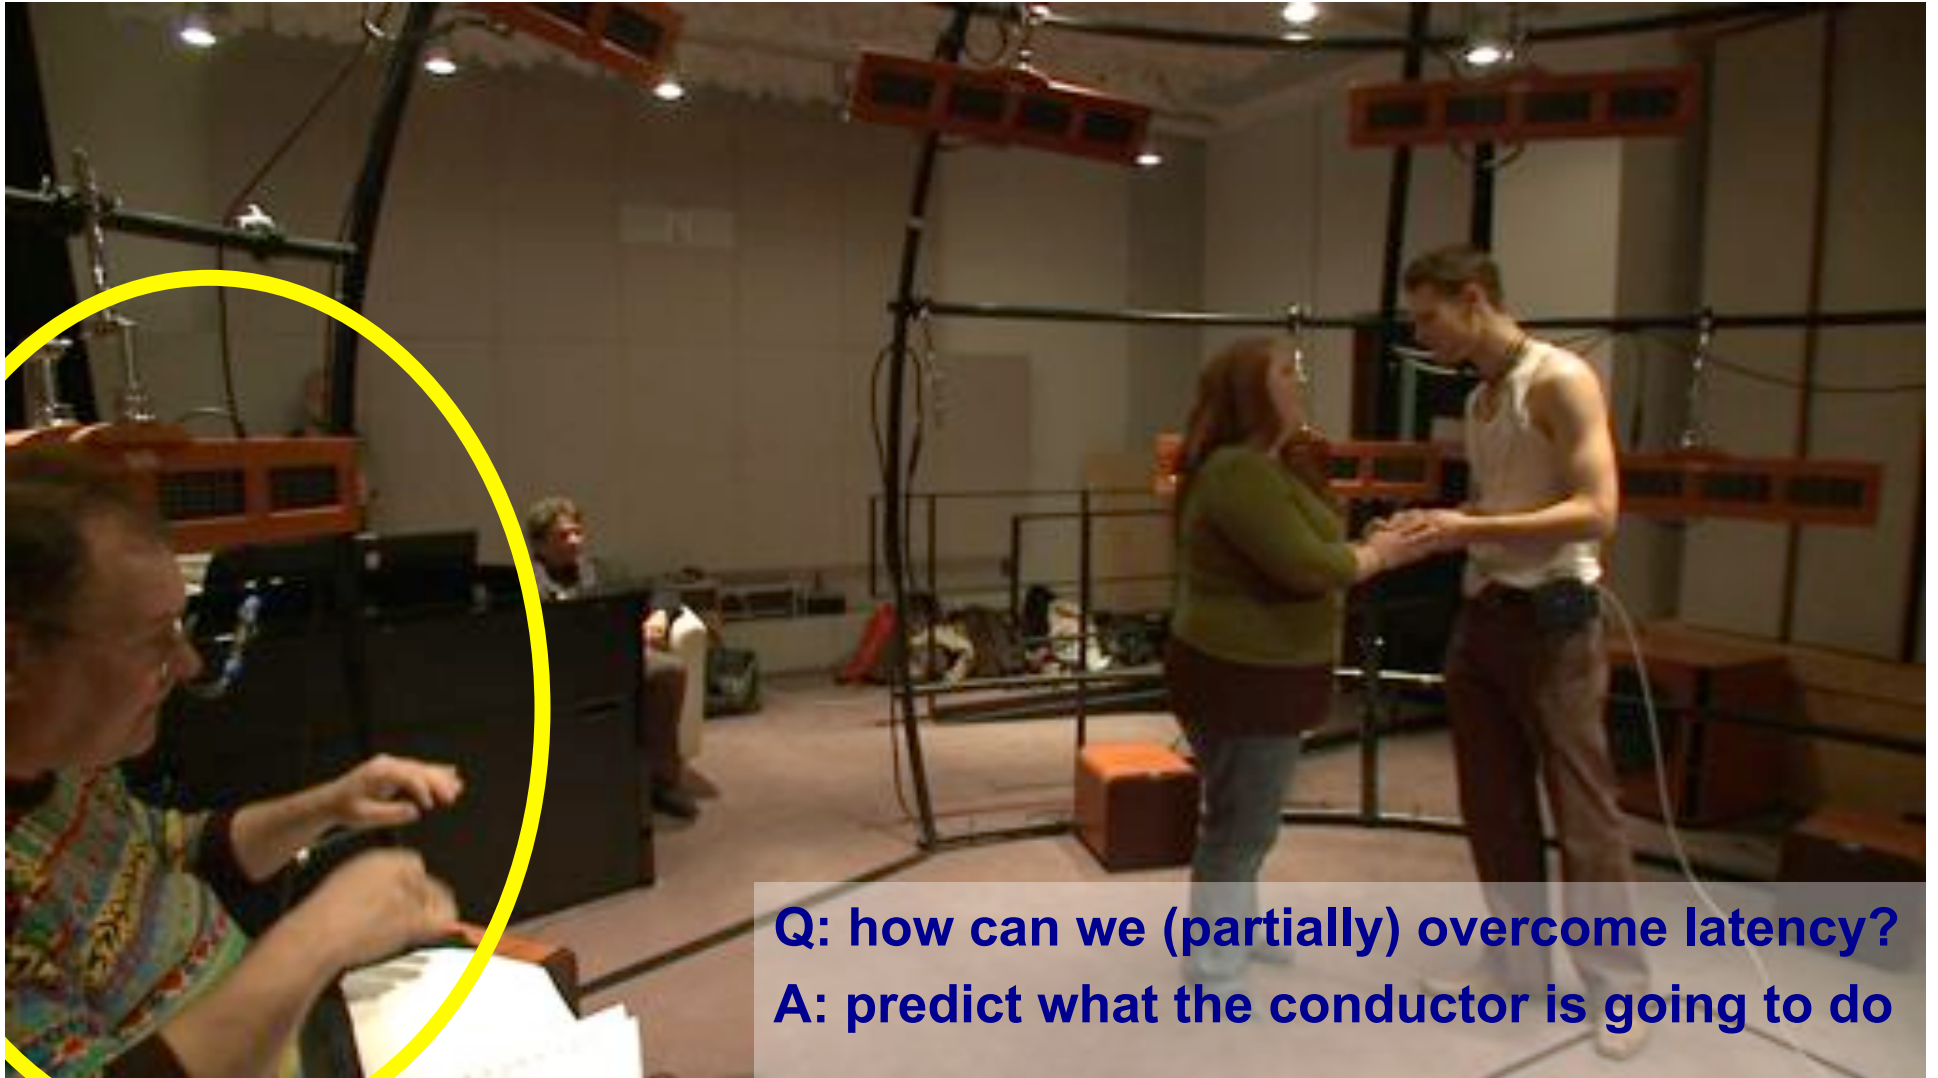 Q: how can we (partially) overcome latency?
A: predict what the conductor is going to do